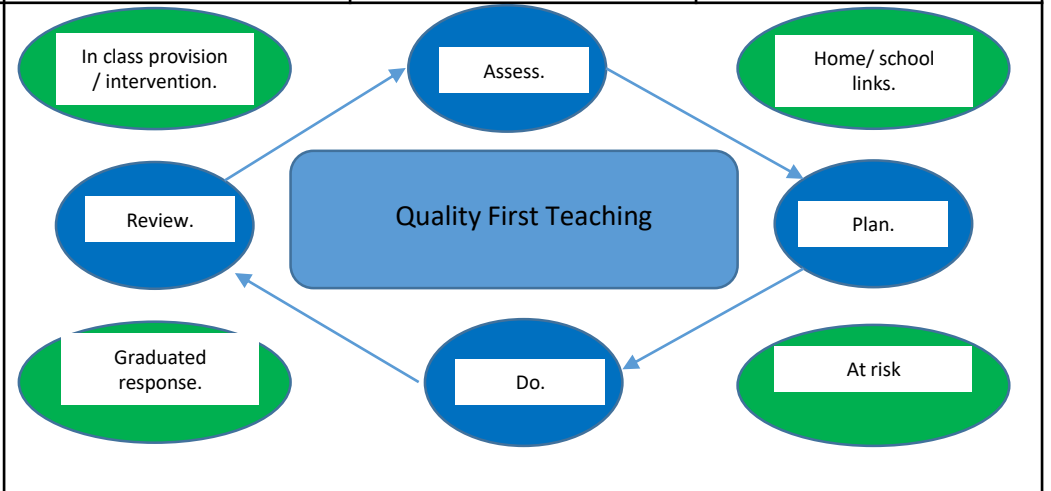 In class provision
/ intervention.
Assess.
Home/ school
links.
Review.
Quality First Teaching
Plan.
Graduated
response.
Do.
At risk